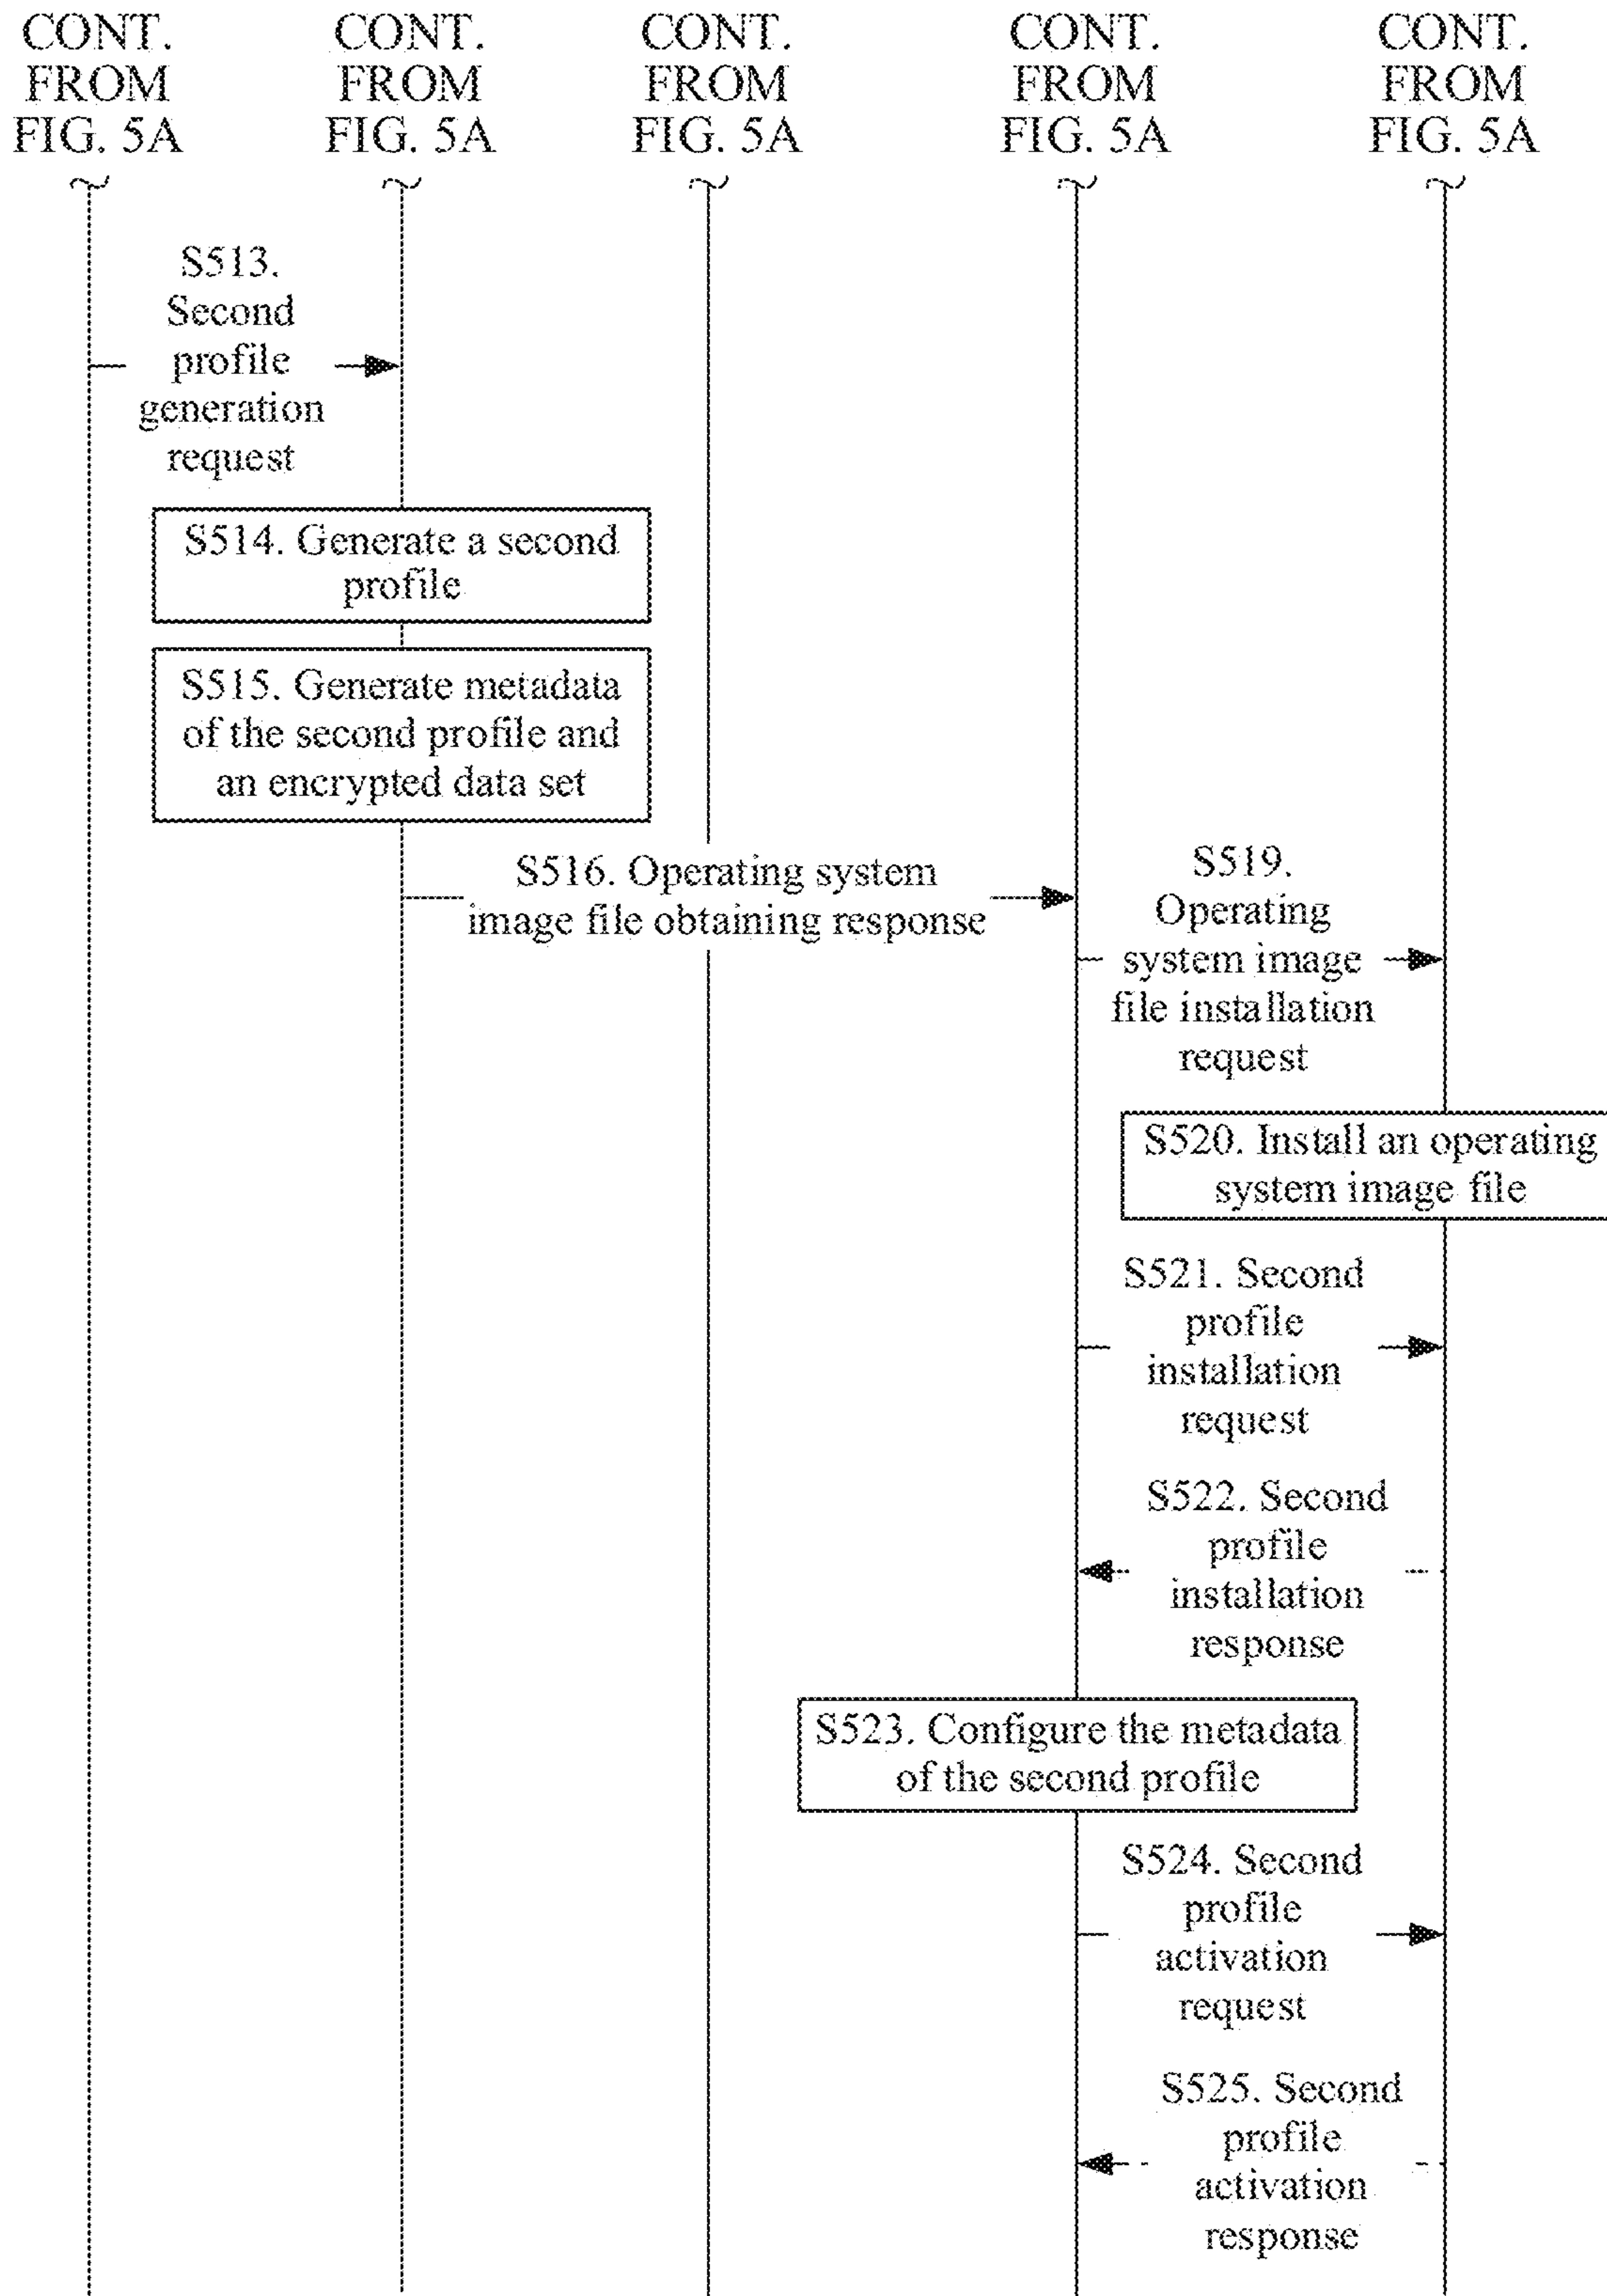 CONT.
FROM
FIG. 5A
CONT.
FROM
FIG. 5A
CONT.
FROM
FIG. 5A
CONT.
FROM
FIG. 5A
CONT.
FROM
FIG. 5A
S513.
Second
profile
generation
request
S514. Generate a second
profile
S515. Generate metadata
of the second profile and
an encrypted data set
S516. Operating system
image file obtaining response
S519.
Operating
system image
file installation
request
S520. Install an operating
system image file
S521. Second
profile
installation
request
S522. Second
profile
installation
response
S523. Configure the metadata
of the second profile
S524. Second
profile
activation
request
S525. Second
profile
activation
response